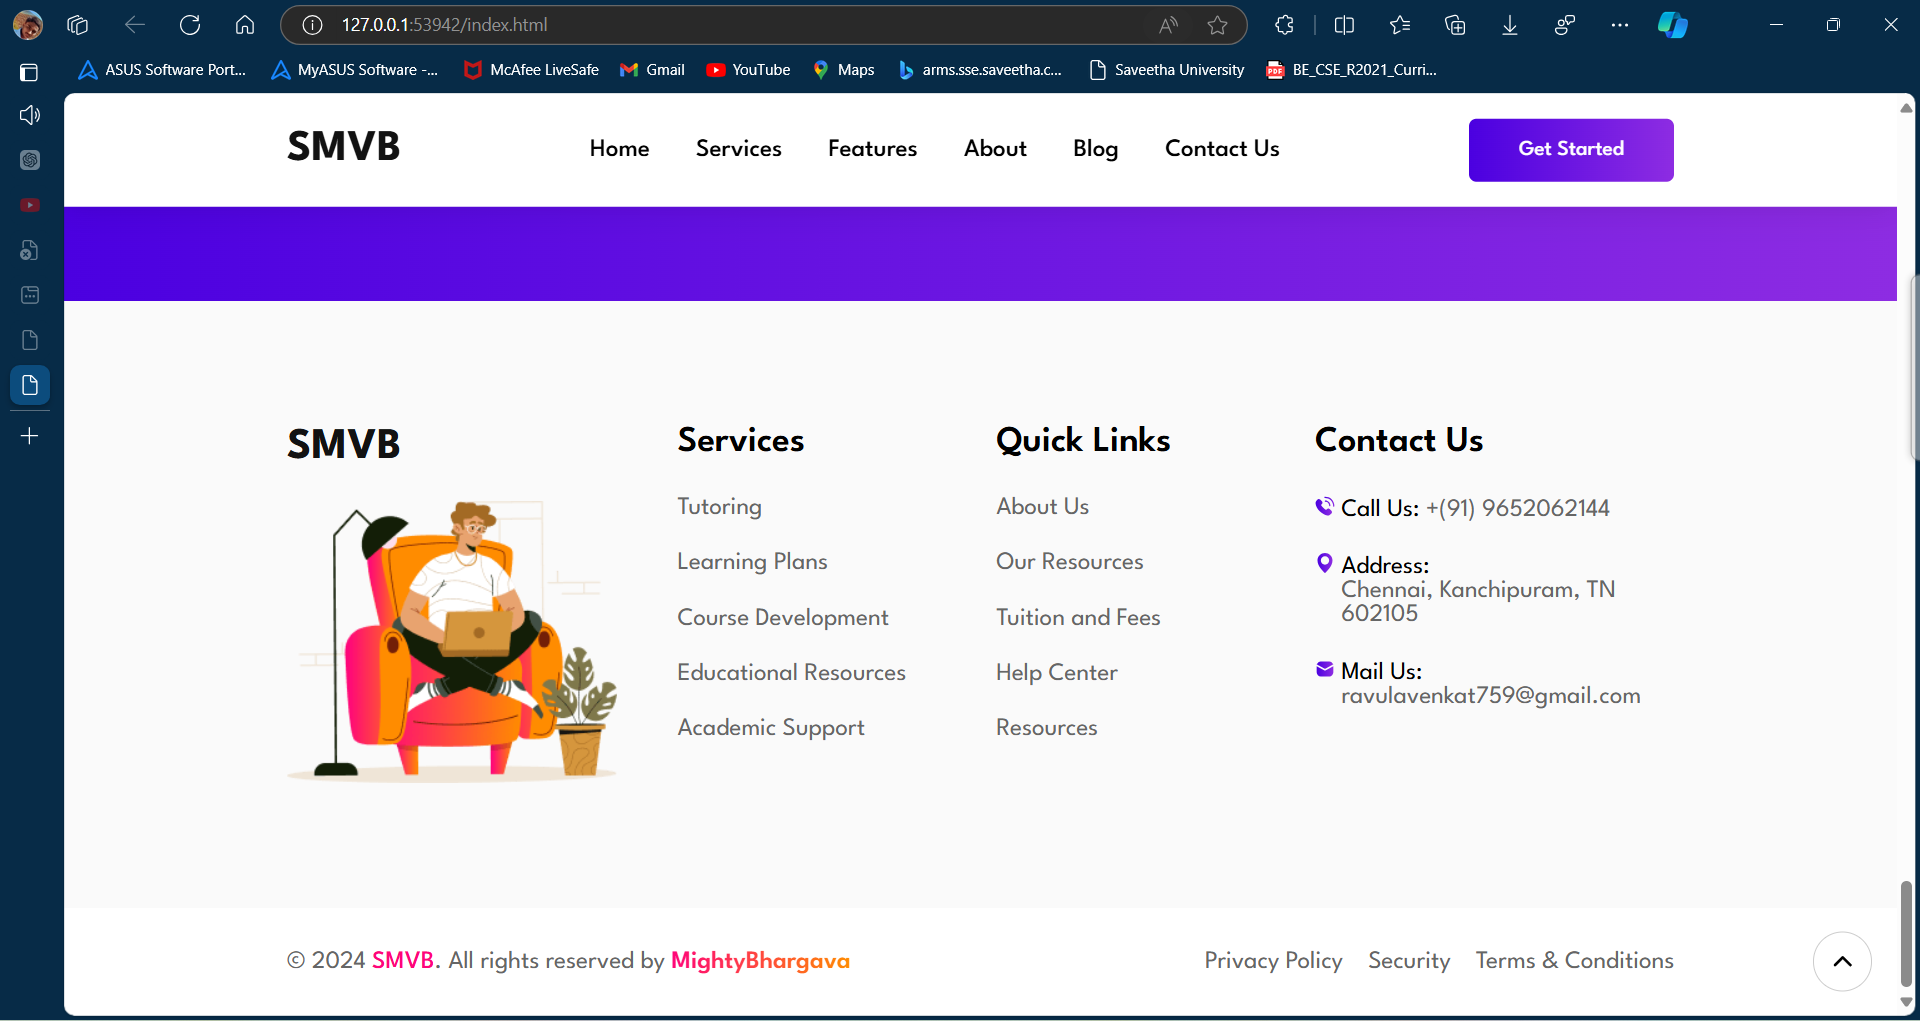 127.0.0.1:53942/index.html
ASUS Software Port... MyASUS Software -... McAfee LiveSafe Gmail YouTube Maps arms.sse.saveetha.c... Saveetha University BE_CSE_R2021_Curri...
SMVB Home Services Features About Blog Contact Us Get Started
SMVB
Services
Tutoring
Learning Plans
Course Development
Educational Resources
Academic Support
Quick Links
About Us
Our Resources
Tuition and Fees
Help Center
Resources
Contact Us
Call Us: +(91) 9652062144
Address:
Chennai, Kanchipuram, TN
602105
Mail Us:
ravulavenkat759@gmail.com
© 2024 SMVB. All rights reserved by MightyBhargava
Privacy Policy Security Terms & Conditions